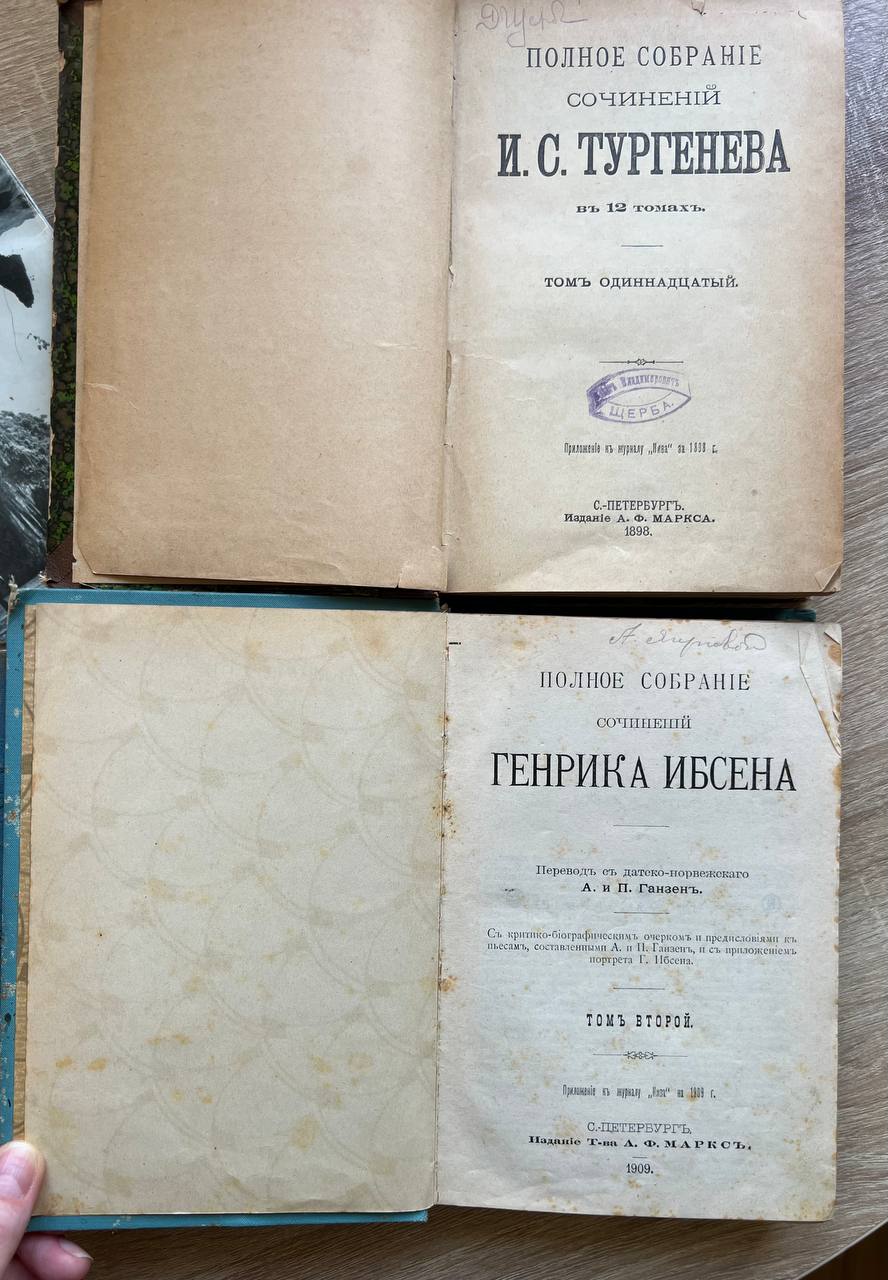 ПОЛНОЕ СОБРАНІЕ
СОЧИНЕНІЙ
И. С. ТУРГЕНЕВА
въ 12 томахъ.
ТОМЪ ОДИННАДЦАТЫЙ.
Владимировичъ
ЩЕРБА.
Приложеніе къ журналу „Нива“ за 1898 г.
С.-ПЕТЕРБУРГЪ.
Изданіе А. Ф. МАРКСА.
1898.
ПОЛНОЕ СОБРАНІЕ
СОЧИНЕНІЙ
ГЕНРИКА ИБСЕНА
Переводъ съ датско-норвежскаго
А. и П. Ганзенъ.
Съ критико-біографическимъ очеркомъ и предисловіями къ
пьесамъ, составленными А. и П. Ганзенъ, и съ приложеніемъ
портрета Г. Ибсена.
ТОМЪ ВТОРОЙ.
Приложеніе къ журналу „Нива“ на 1909 г.
С.-ПЕТЕРБУРГЪ.
Изданіе Т-ва А. Ф. МАРКСЪ.
1909.